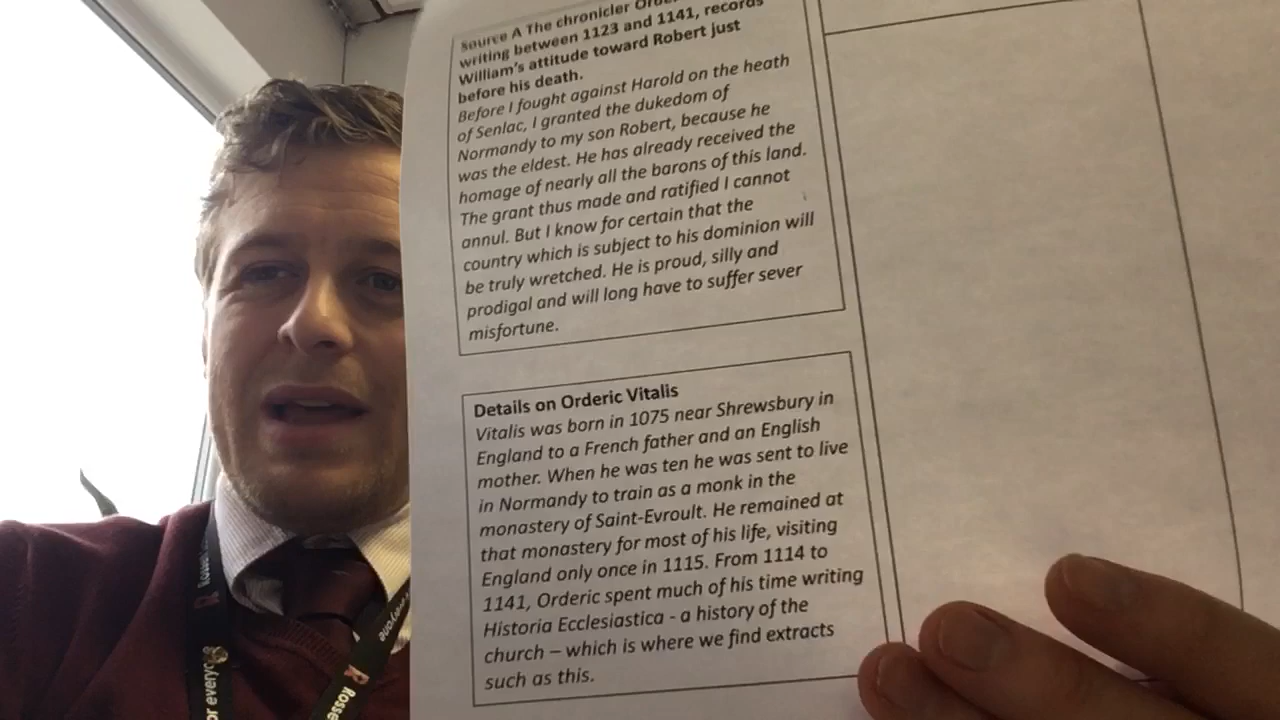 Source A The chronicler
writing between 1123 and 1141, records
William's attitude toward Robert just
before his death.
Before I fought against Harold on the heath
of Senlac, I granted the dukedom of
Normandy to my son Robert, because he
was the eldest. He has already received the
homage of nearly all the barons of this land.
The grant thus made and ratified I cannot
annul. But I know for certain that the
country which is subject to his dominion will
be truly wretched. He is proud, silly and
prodigal and will long have to suffer sever
misfortune.
Details on Orderic Vitalis
Vitalis was born in 1075 near Shrewsbury in
England to a French father and an English
mother. When he was ten he was sent to live
in Normandy to train as a monk in the
monastery of Saint-Evroult. He remained at
that monastery for most of his life, visiting
England only once in 1115. From 1114 to
1141, Orderic spent much of his time writing
Historia Ecclesiastica - a history of the
church – which is where we find extracts
such as this.